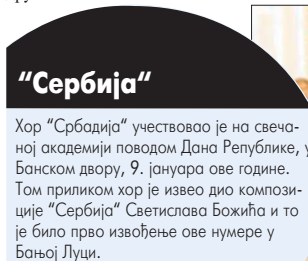 “Сербија“
Хор “Србадија“ учествовао је на свеча-
ној академији поводом Дана Републике, у
Банском двору, 9. јануара ове године.
Том приликом хор је извео дио компози-
ције “Сербија“ Светислава Божића и то
је било прво извођење ове нумере у
Бањој Луци.